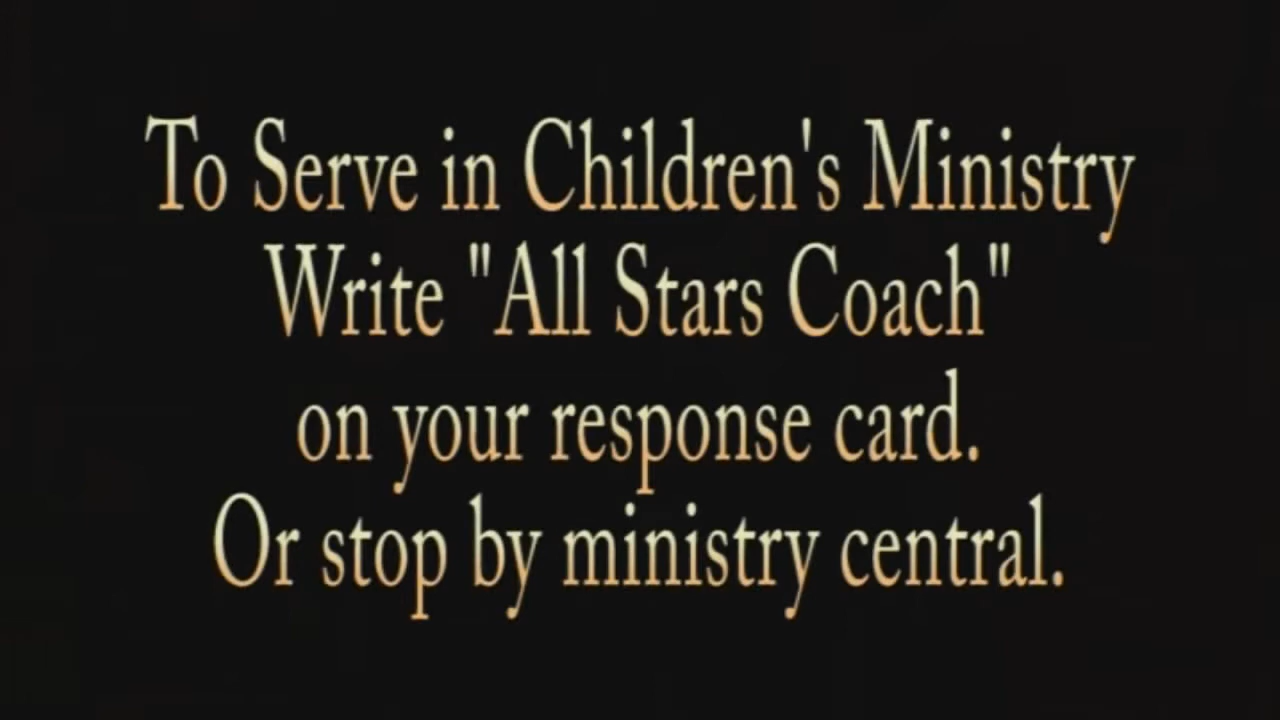 To Serve in Children's Ministry
Write "All Stars Coach"
on your response card.
Or stop by ministry central.